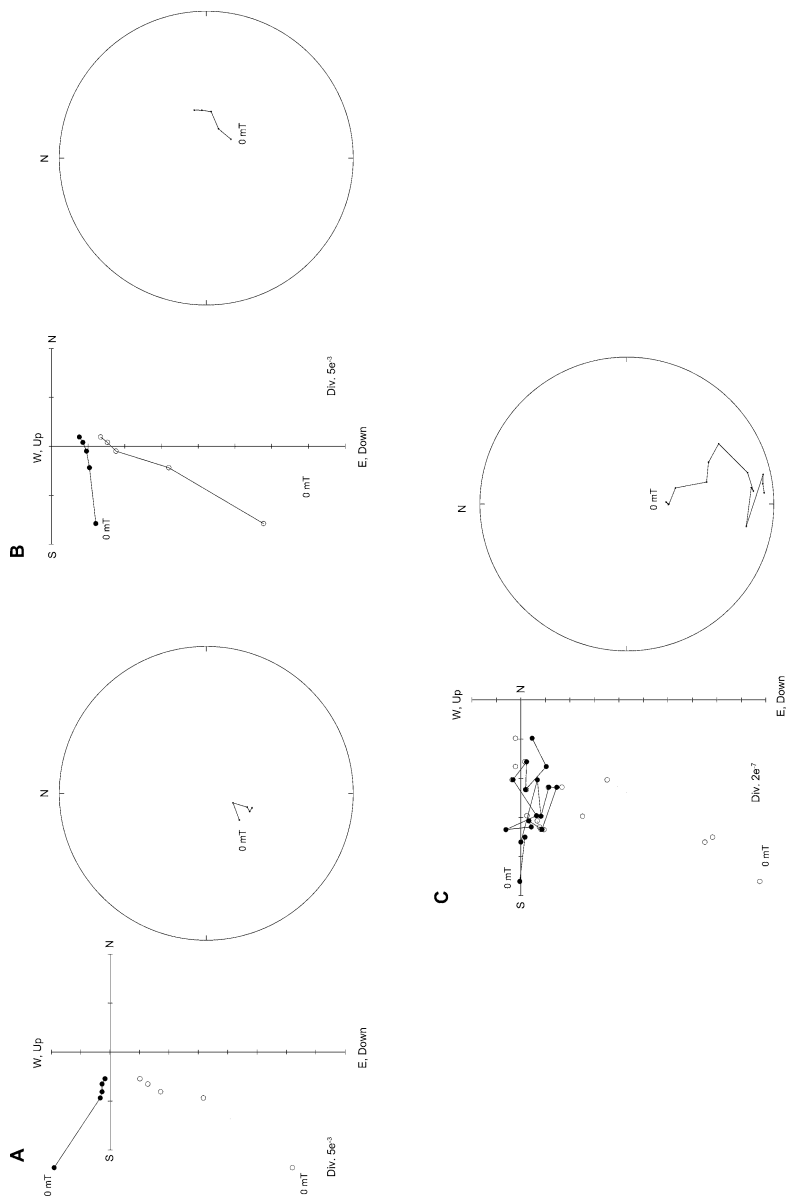 A
W, Up
N
S
E, Down
0 mT
0 mT
Div. 5e-3
N
0 mT
B
W, Up
N
S
E, Down
0 mT
0 mT
Div. 5e-3
N
0 mT
C
W, Up
N
S
E, Down
0 mT
0 mT
Div. 2e-7
N
0 mT